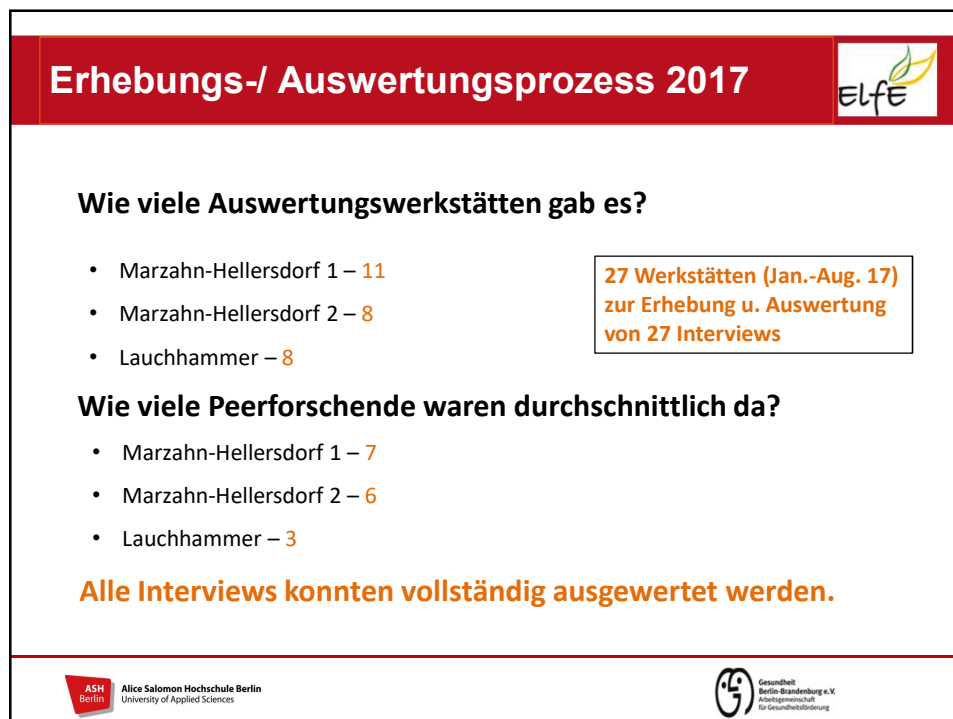 Erhebungs-/ Auswertungsprozess 2017
ELfE
Wie viele Auswertungswerkstätten gab es?
• Marzahn-Hellersdorf 1 – 11
• Marzahn-Hellersdorf 2 – 8
• Lauchhammer – 8
27 Werkstätten (Jan.-Aug. 17)
zur Erhebung u. Auswertung
von 27 Interviews
Wie viele Peerforschende waren durchschnittlich da?
• Marzahn-Hellersdorf 1 – 7
• Marzahn-Hellersdorf 2 – 6
• Lauchhammer – 3
Alle Interviews konnten vollständig ausgewertet werden.
ASH
Berlin
Alice Salomon Hochschule Berlin
University of Applied Sciences
Gesundheit
Berlin-Brandenburg e.V.
Arbeitsgemeinschaft
für Gesundheitsförderung